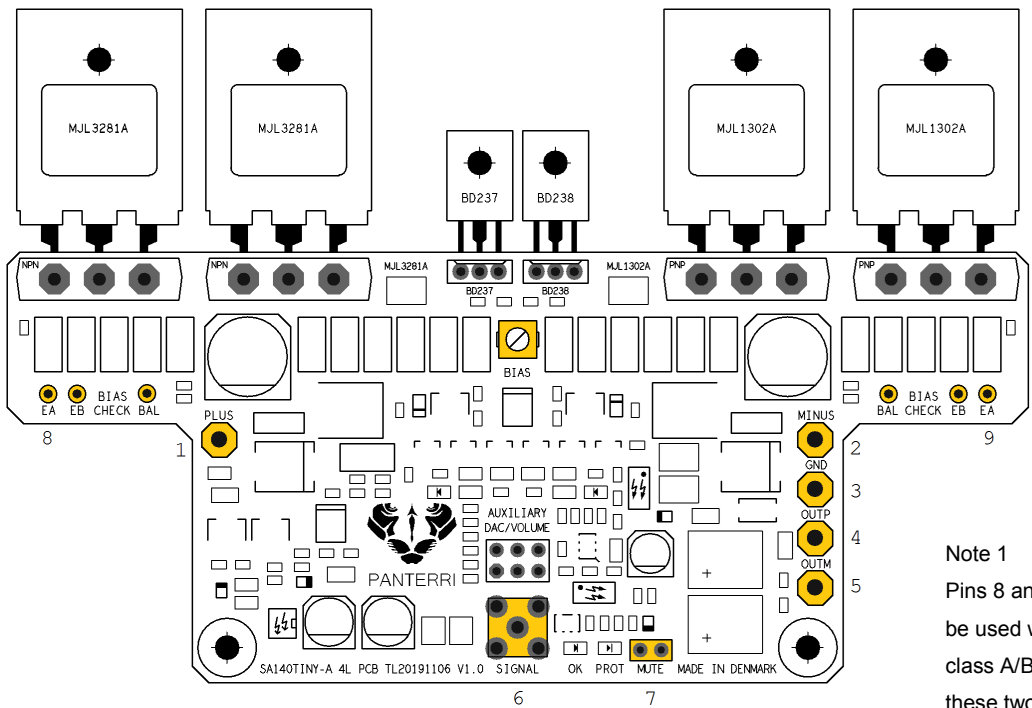 MJL3281A MJL3281A MJL1302A MJL1302A
BD237 BD238
NPN NPN MJL3281A BD237 BD238 MJL1302A PNP PNP
BIAS
EA EB BIAS CHECK BAL
BAL BIAS CHECK EB EA
8 1 PLUS
MINUS 2 9
GND 3
OUTP 4
OUTM 5
AUXILIARY
DAC/VOLUME
PANTERRI
+
+
SA140TINY-A 4L PCB TL20191106 V1.0 SIGNAL OK PROT MUTE MADE IN DENMARK
6 7
Note 1
Pins 8 an
be used v
class A/B
these two